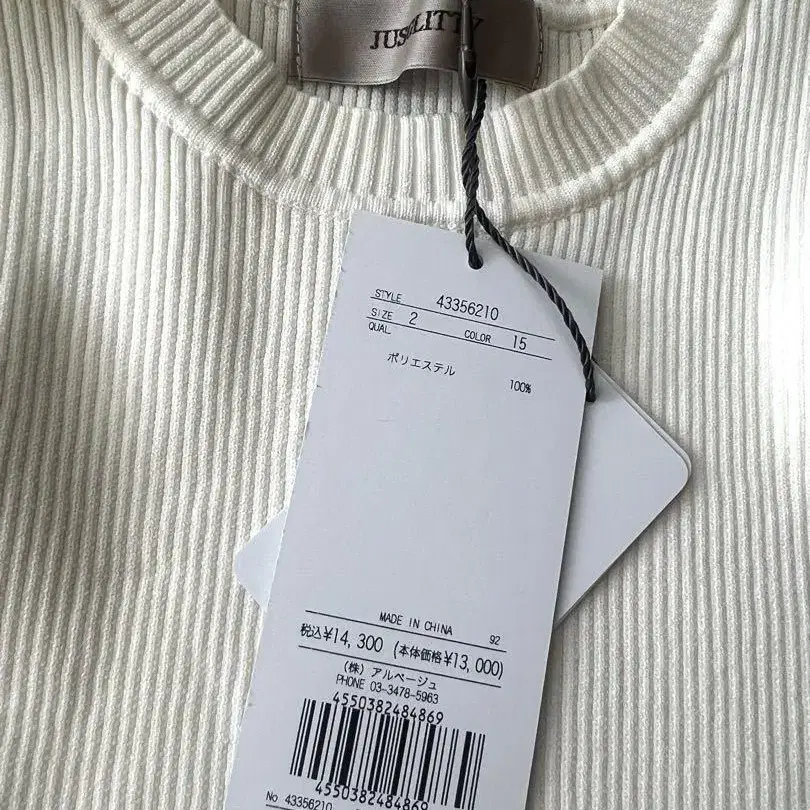 JUSGLITTY
STYLE 43356210
SIZE 2 COLOR 15
QUAL
ポリエステル 100%
MADE IN CHINA 92
税込¥14,300 (本体価格¥13,000)
(株) アルページュ
PHONE 03-3478-5963
4550382484869
4550382484869
No 43356210